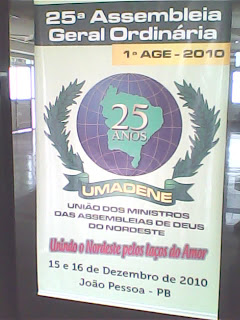 25ª Assembleia
Geral Ordinária
1ª AGE - 2010
25
ANOS
UMADENE
UNIÃO DOS MINISTROS
DAS ASSEMBLEIAS DE DEUS
DO NORDESTE
Unindo o Nordeste pelos laços do Amor
15 e 16 de Dezembro de 2010
João Pessoa - PB